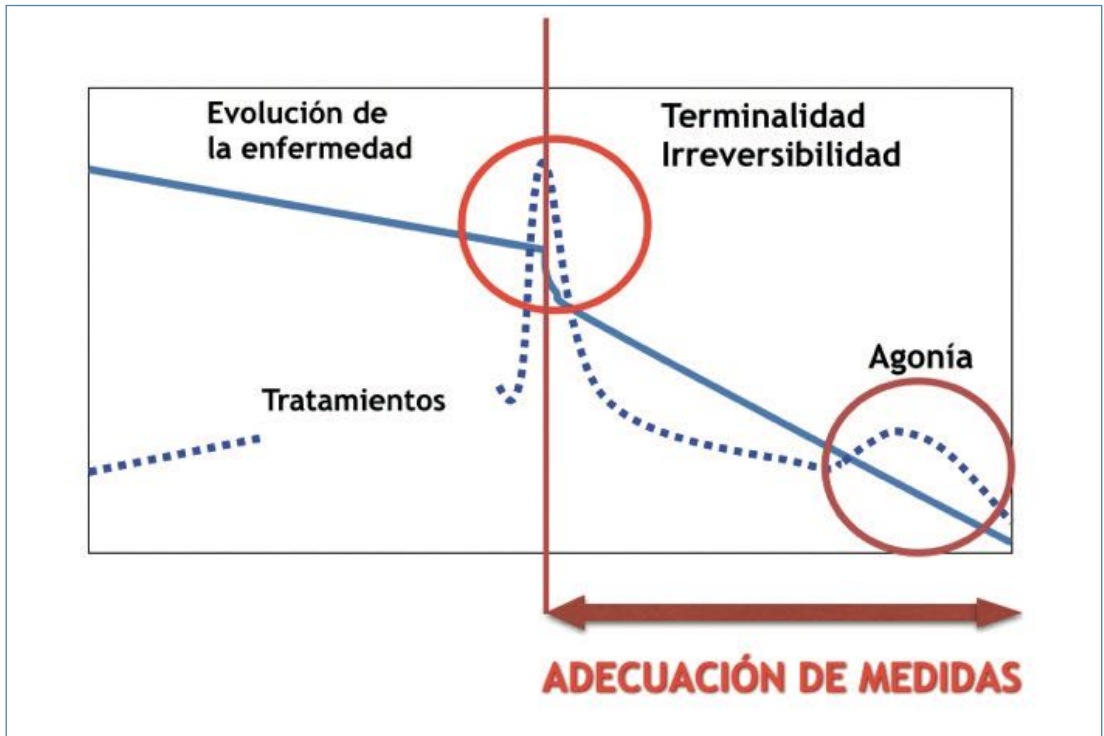 Evolución de
la enfermedad
Terminalidad
Irreversibilidad
Tratamientos
Agonía
ADECUACIÓN DE MEDIDAS